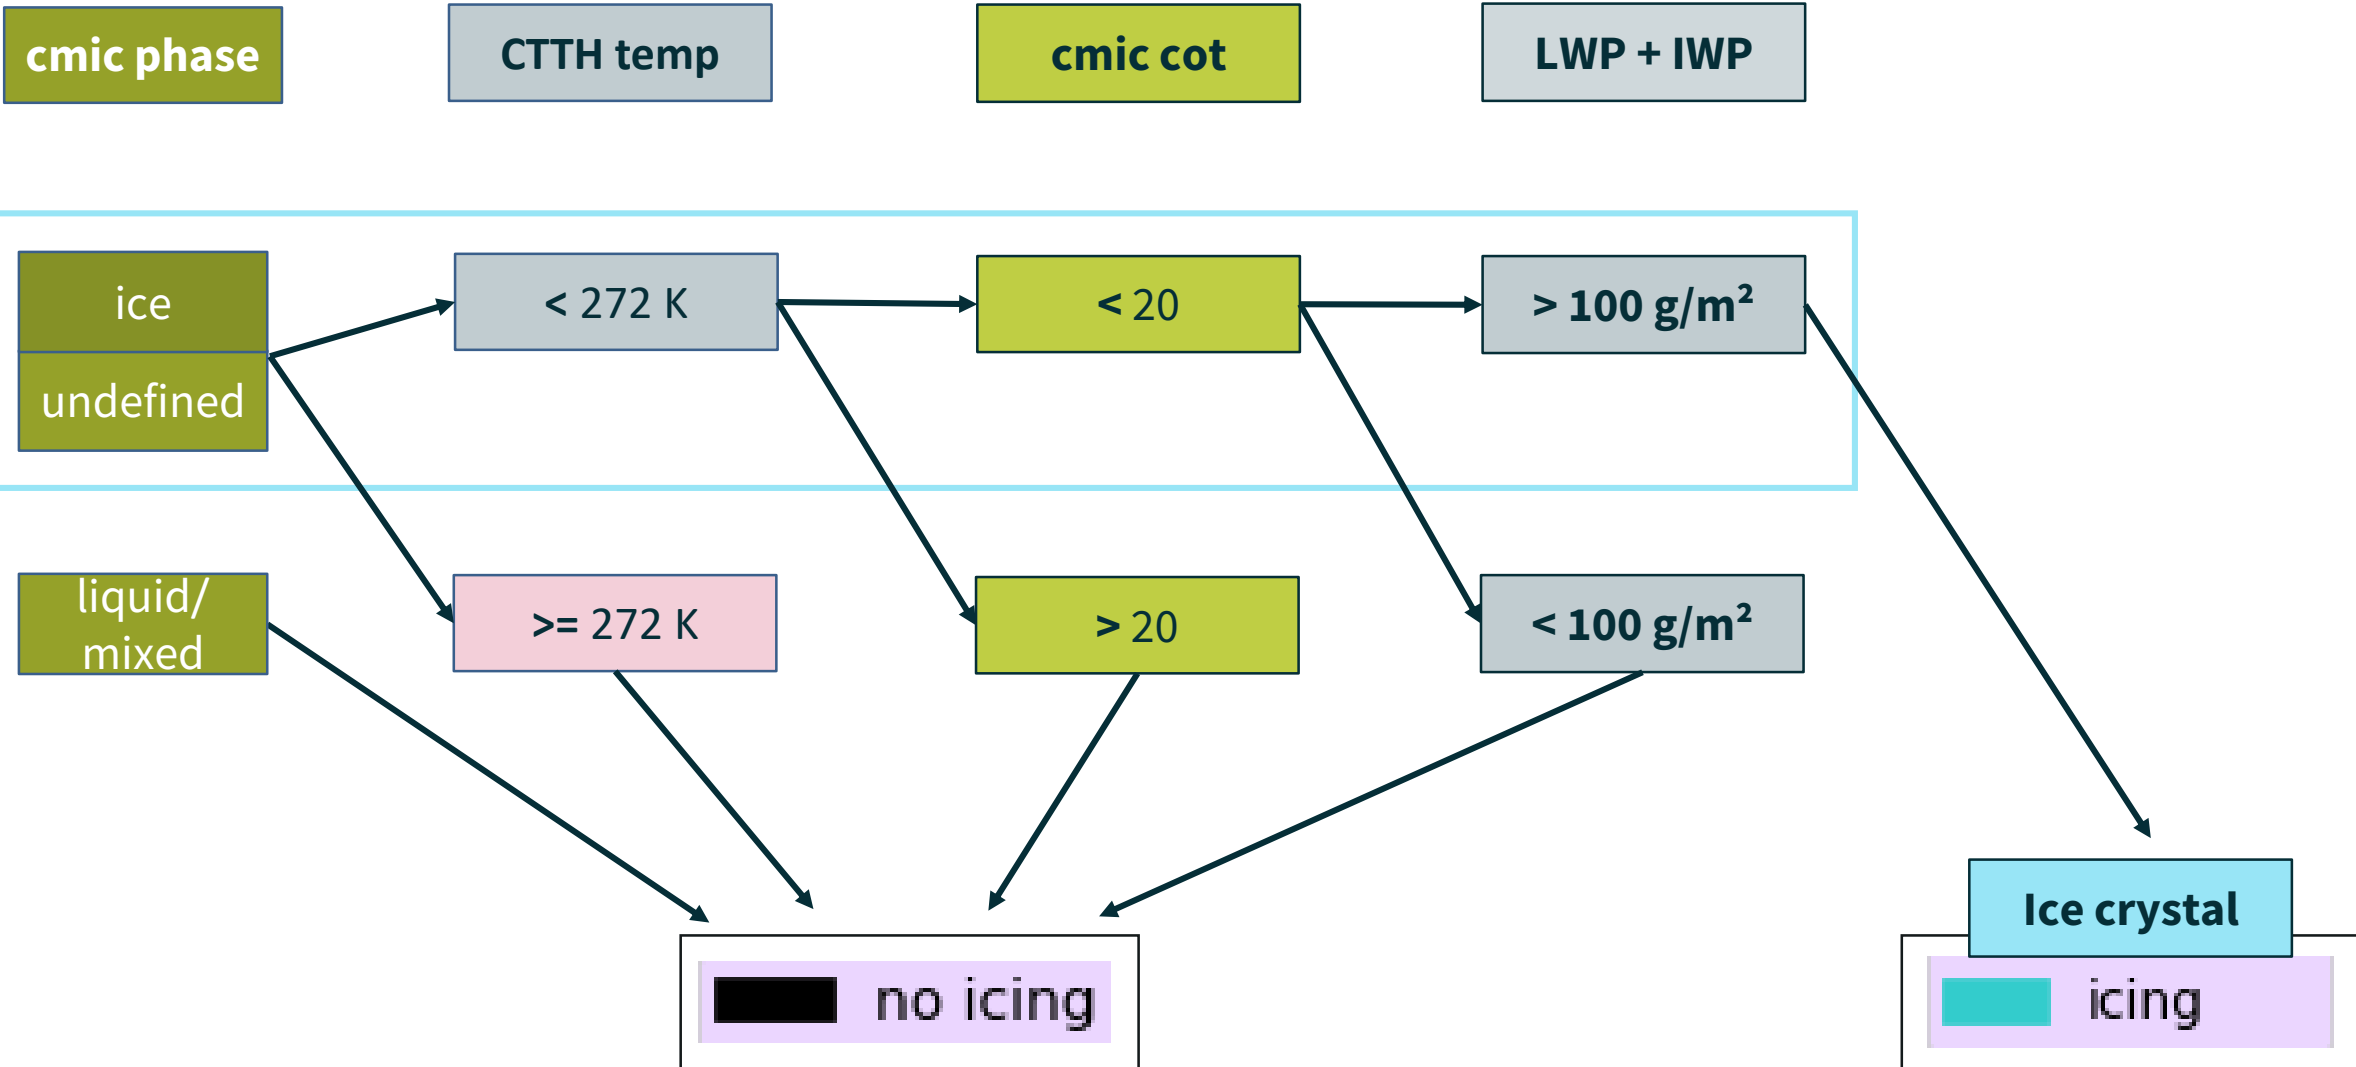 cmic phase
CTTH temp
cmic cot
LWP + IWP
ice
< 272 K
< 20
> 100 g/m²
undefined
liquid/
mixed
>= 272 K
> 20
< 100 g/m²
Ice crystal
no icing
icing